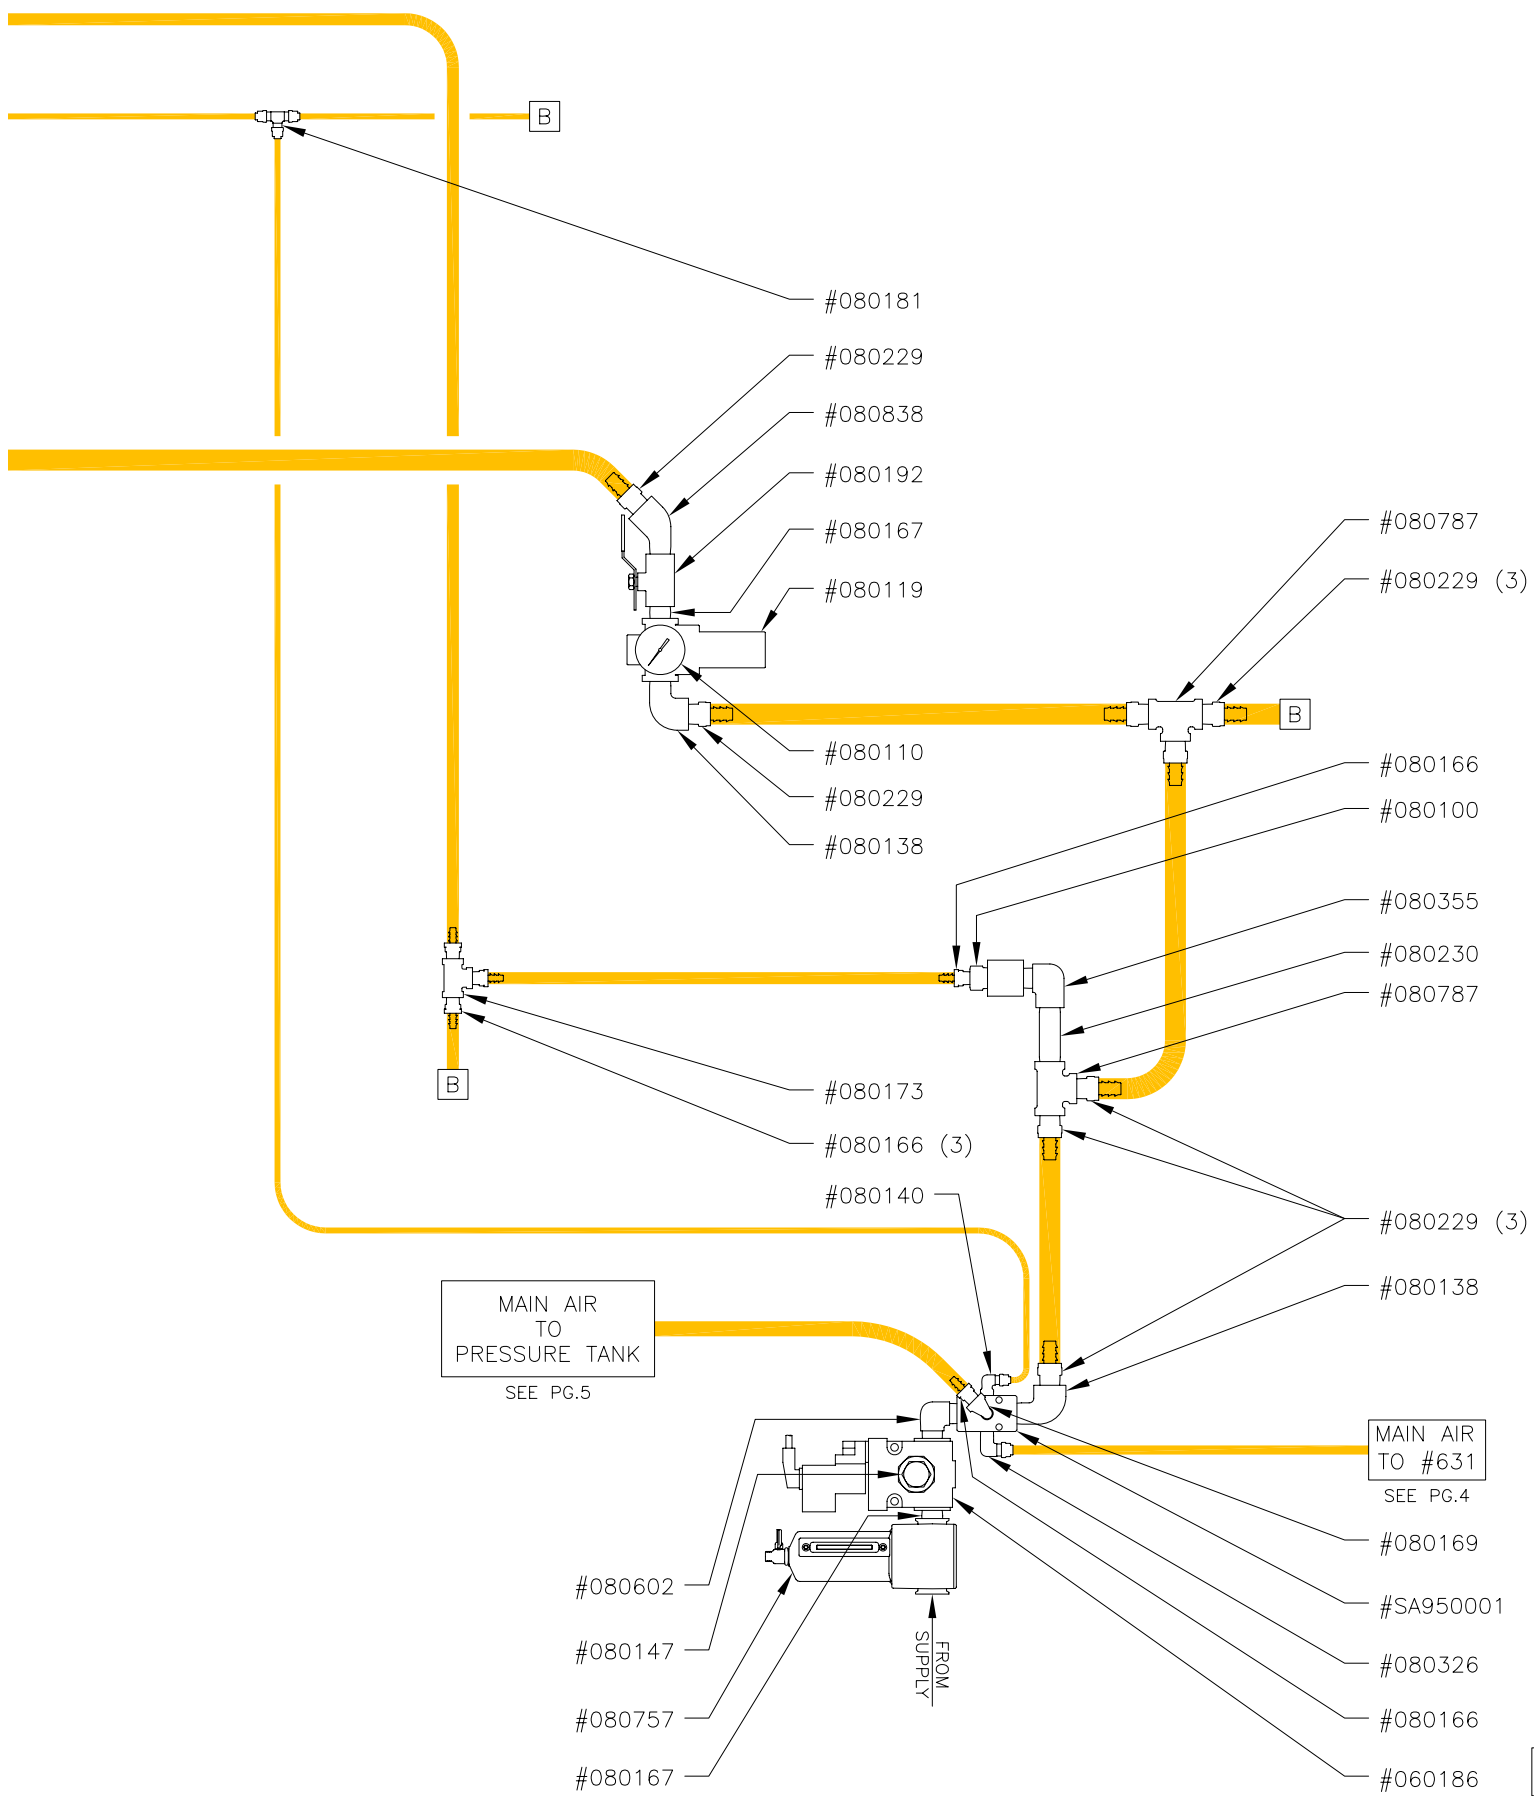 B
#080181
#080229
#080838
#080192
#080167
#080119
#080787
#080229 (3)
B
#080110
#080229
#080138
#080166
#080100
#080355
#080230
#080787
B
#080173
#080166 (3)
#080140
#080229 (3)
#080138
MAIN AIR
TO
PRESSURE TANK
SEE PG.5
MAIN AIR
TO #631
SEE PG.4
#080169
#SA950001
#080326
#080166
#060186
#080602
#080147
#080757
#080167
FROM
SUPPLY